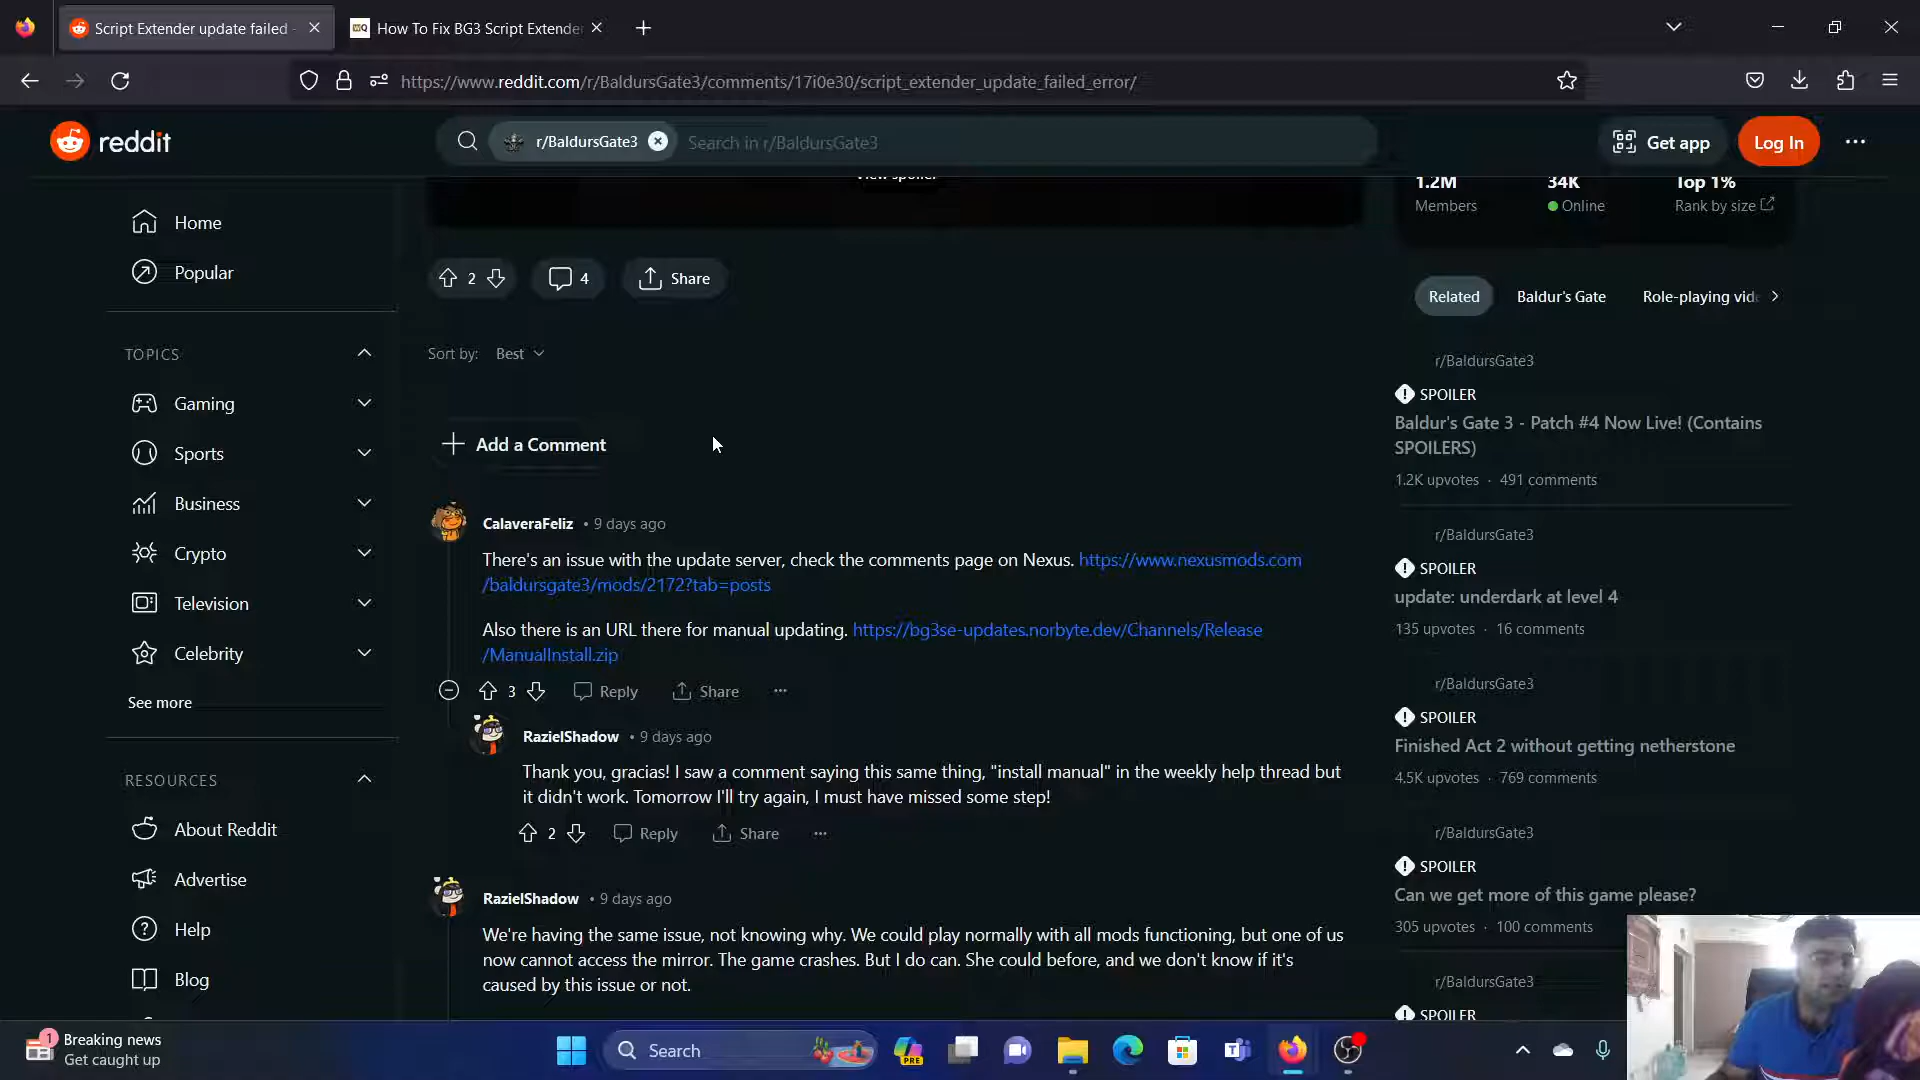 Script Extender update failed -
How To Fix BG3 Script Extende
https://www.reddit.com/r/BaldursGate3/comments/17i0e30/script_extender_update_failed_error/
reddit
r/BaldursGate3
Search in r/BaldursGate3
Get app
Log In
Home
Popular
TOPICS
Gaming
Sports
Business
Crypto
Television
Celebrity
See more
RESOURCES
About Reddit
Advertise
Help
Blog
View spoiler
2
4
Share
Sort by: Best
Add a Comment
CalaveraFeliz • 9 days ago
There's an issue with the update server, check the comments page on Nexus. https://www.nexusmods.com
/baldursgate3/mods/2172?tab=posts
Also there is an URL there for manual updating. https://bg3se-updates.norbyte.dev/Channels/Release
/ManualInstall.zip
3 Reply Share
RazielShadow • 9 days ago
Thank you, gracias! I saw a comment saying this same thing, "install manual" in the weekly help thread but
it didn't work. Tomorrow I'll try again, I must have missed some step!
2 Reply Share
RazielShadow • 9 days ago
We're having the same issue, not knowing why. We could play normally with all mods functioning, but one of us
now cannot access the mirror. The game crashes. But I do can. She could before, and we don't know if it's
caused by this issue or not.
1.2M 34K Top 1%
Members Online Rank by size
Related Baldur's Gate Role-playing vid
r/BaldursGate3
SPOILER
Baldur's Gate 3 - Patch #4 Now Live! (Contains
SPOILERS)
1.2K upvotes · 491 comments
r/BaldursGate3
SPOILER
update: underdark at level 4
135 upvotes · 16 comments
r/BaldursGate3
SPOILER
Finished Act 2 without getting netherstone
4.5K upvotes · 769 comments
r/BaldursGate3
SPOILER
Can we get more of this game please?
305 upvotes · 100 comments
r/BaldursGate3
SPOILER
1
Breaking news
Get caught up
Search
PRE